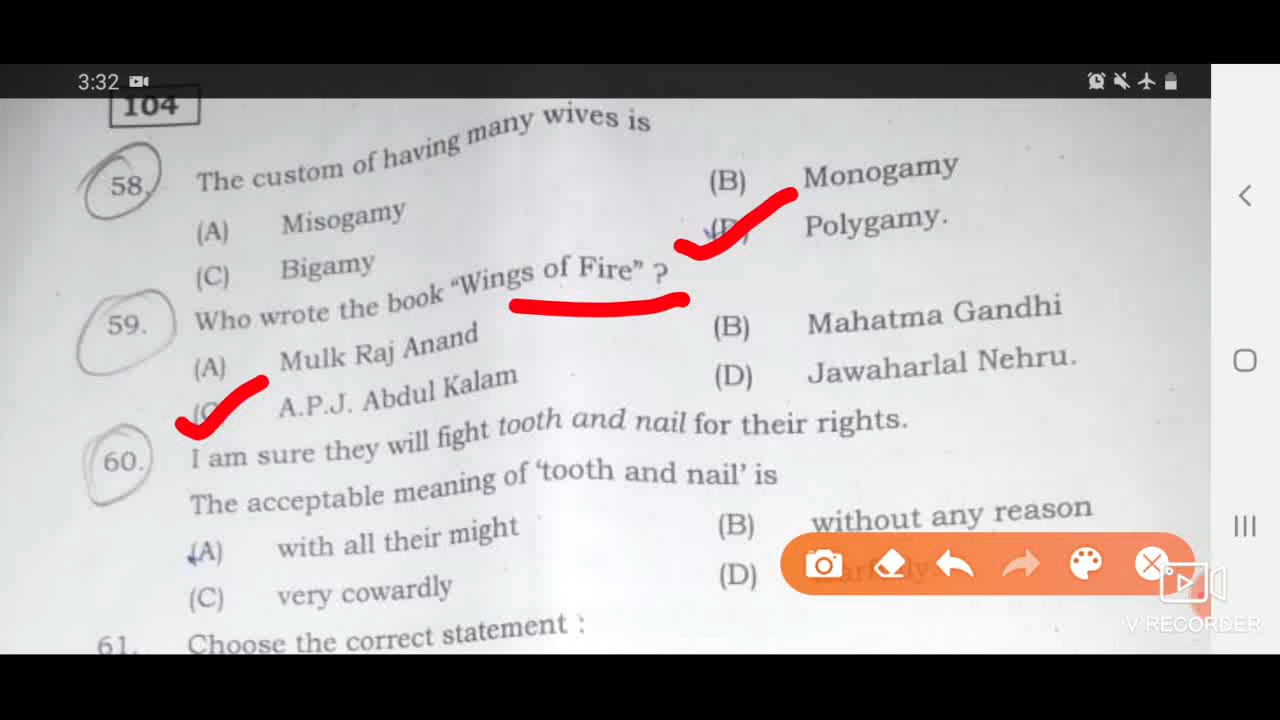 3:32
104
58. The custom of having many wives is
(A) Misogamy (B) Monogamy
(C) Bigamy (D) Polygamy.
59. Who wrote the book “Wings of Fire” ?
(A) Mulk Raj Anand (B) Mahatma Gandhi
(C) A.P.J. Abdul Kalam (D) Jawaharlal Nehru.
60. I am sure they will fight tooth and nail for their rights.
The acceptable meaning of ‘tooth and nail’ is
(A) with all their might (B) without any reason
(C) very cowardly (D)
61. Choose the correct statement :
V RECORDER